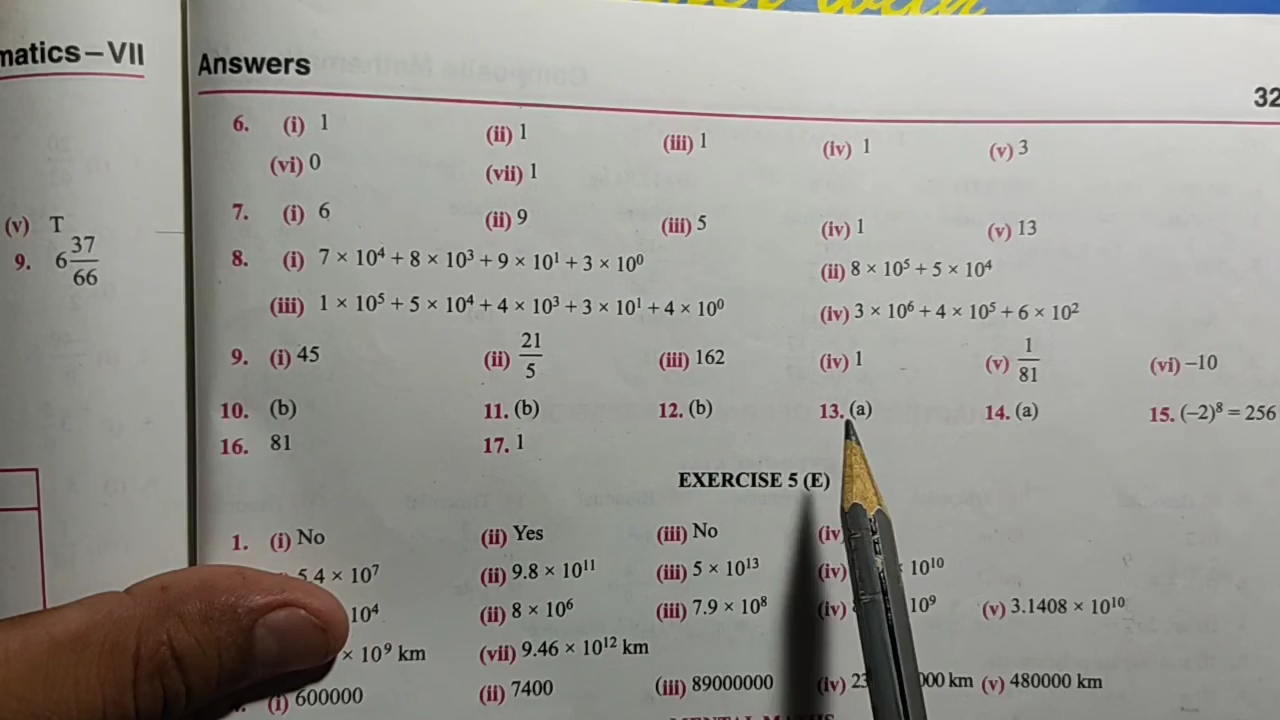 matics–VII
Answers
32
6. (i) 1 (ii) 1 (iii) 1 (iv) 1 (v) 3
(vi) 0 (vii) 1
(v) T
7. (i) 6 (ii) 9 (iii) 5 (iv) 1 (v) 13
9. 6 37/66
8. (i) 7 × 10⁴ + 8 × 10³ + 9 × 10¹ + 3 × 10⁰ (ii) 8 × 10⁵ + 5 × 10⁴
(iii) 1 × 10⁵ + 5 × 10⁴ + 4 × 10³ + 3 × 10¹ + 4 × 10⁰ (iv) 3 × 10⁶ + 4 × 10⁵ + 6 × 10²
9. (i) 45 (ii) 21/5 (iii) 162 (iv) 1 (v) 1/81 (vi) –10
10. (b) 11. (b) 12. (b) 13. (a) 14. (a) 15. (–2)⁸ = 256
16. 81 17. 1
EXERCISE 5 (E)
1. (i) No (ii) Yes (iii) No (iv
5.4 × 10⁷ (ii) 9.8 × 10¹¹ (iii) 5 × 10¹³ (iv) 10¹⁰
10⁴ (ii) 8 × 10⁶ (iii) 7.9 × 10⁸ (iv) 10⁹ (v) 3.1408 × 10¹⁰
× 10⁹ km (vii) 9.46 × 10¹² km
(i) 600000 (ii) 7400 (iii) 89000000 (iv) 23 000 km (v) 480000 km